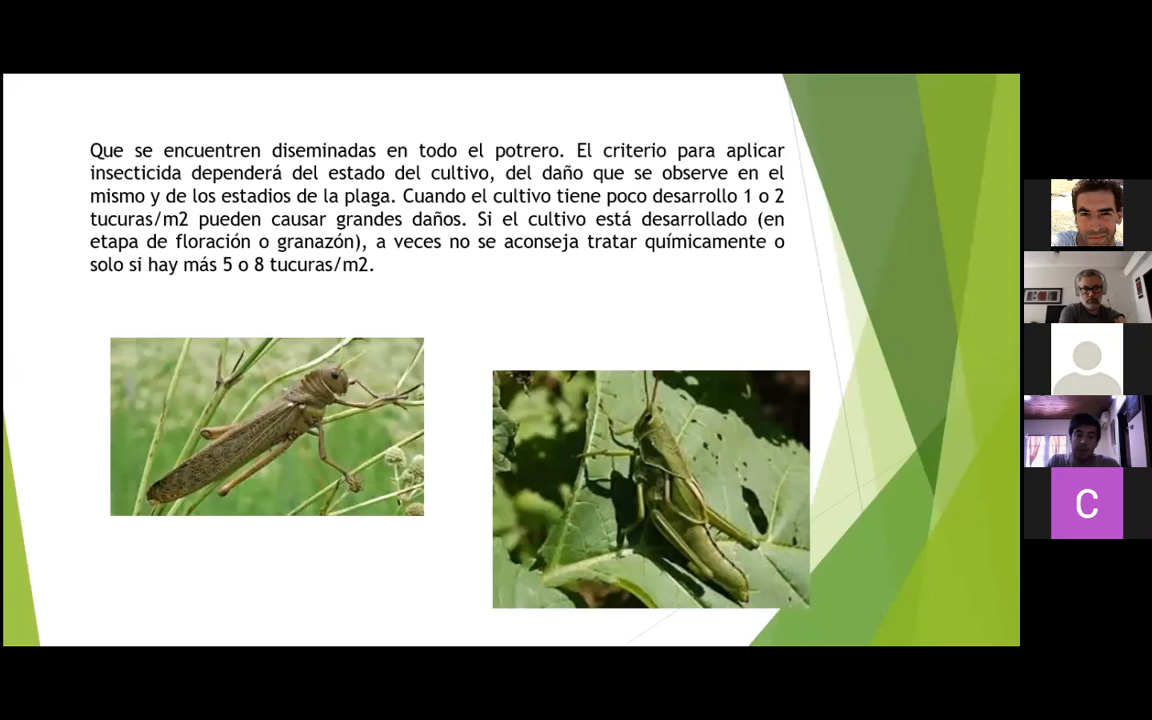 Que se encuentren diseminadas en todo el potrero. El criterio para aplicar
insecticida dependerá del estado del cultivo, del daño que se observe en el
mismo y de los estadios de la plaga. Cuando el cultivo tiene poco desarrollo 1 o 2
tucuras/m2 pueden causar grandes daños. Si el cultivo está desarrollado (en
etapa de floración o granazón), a veces no se aconseja tratar químicamente o
solo si hay más 5 o 8 tucuras/m2.
C